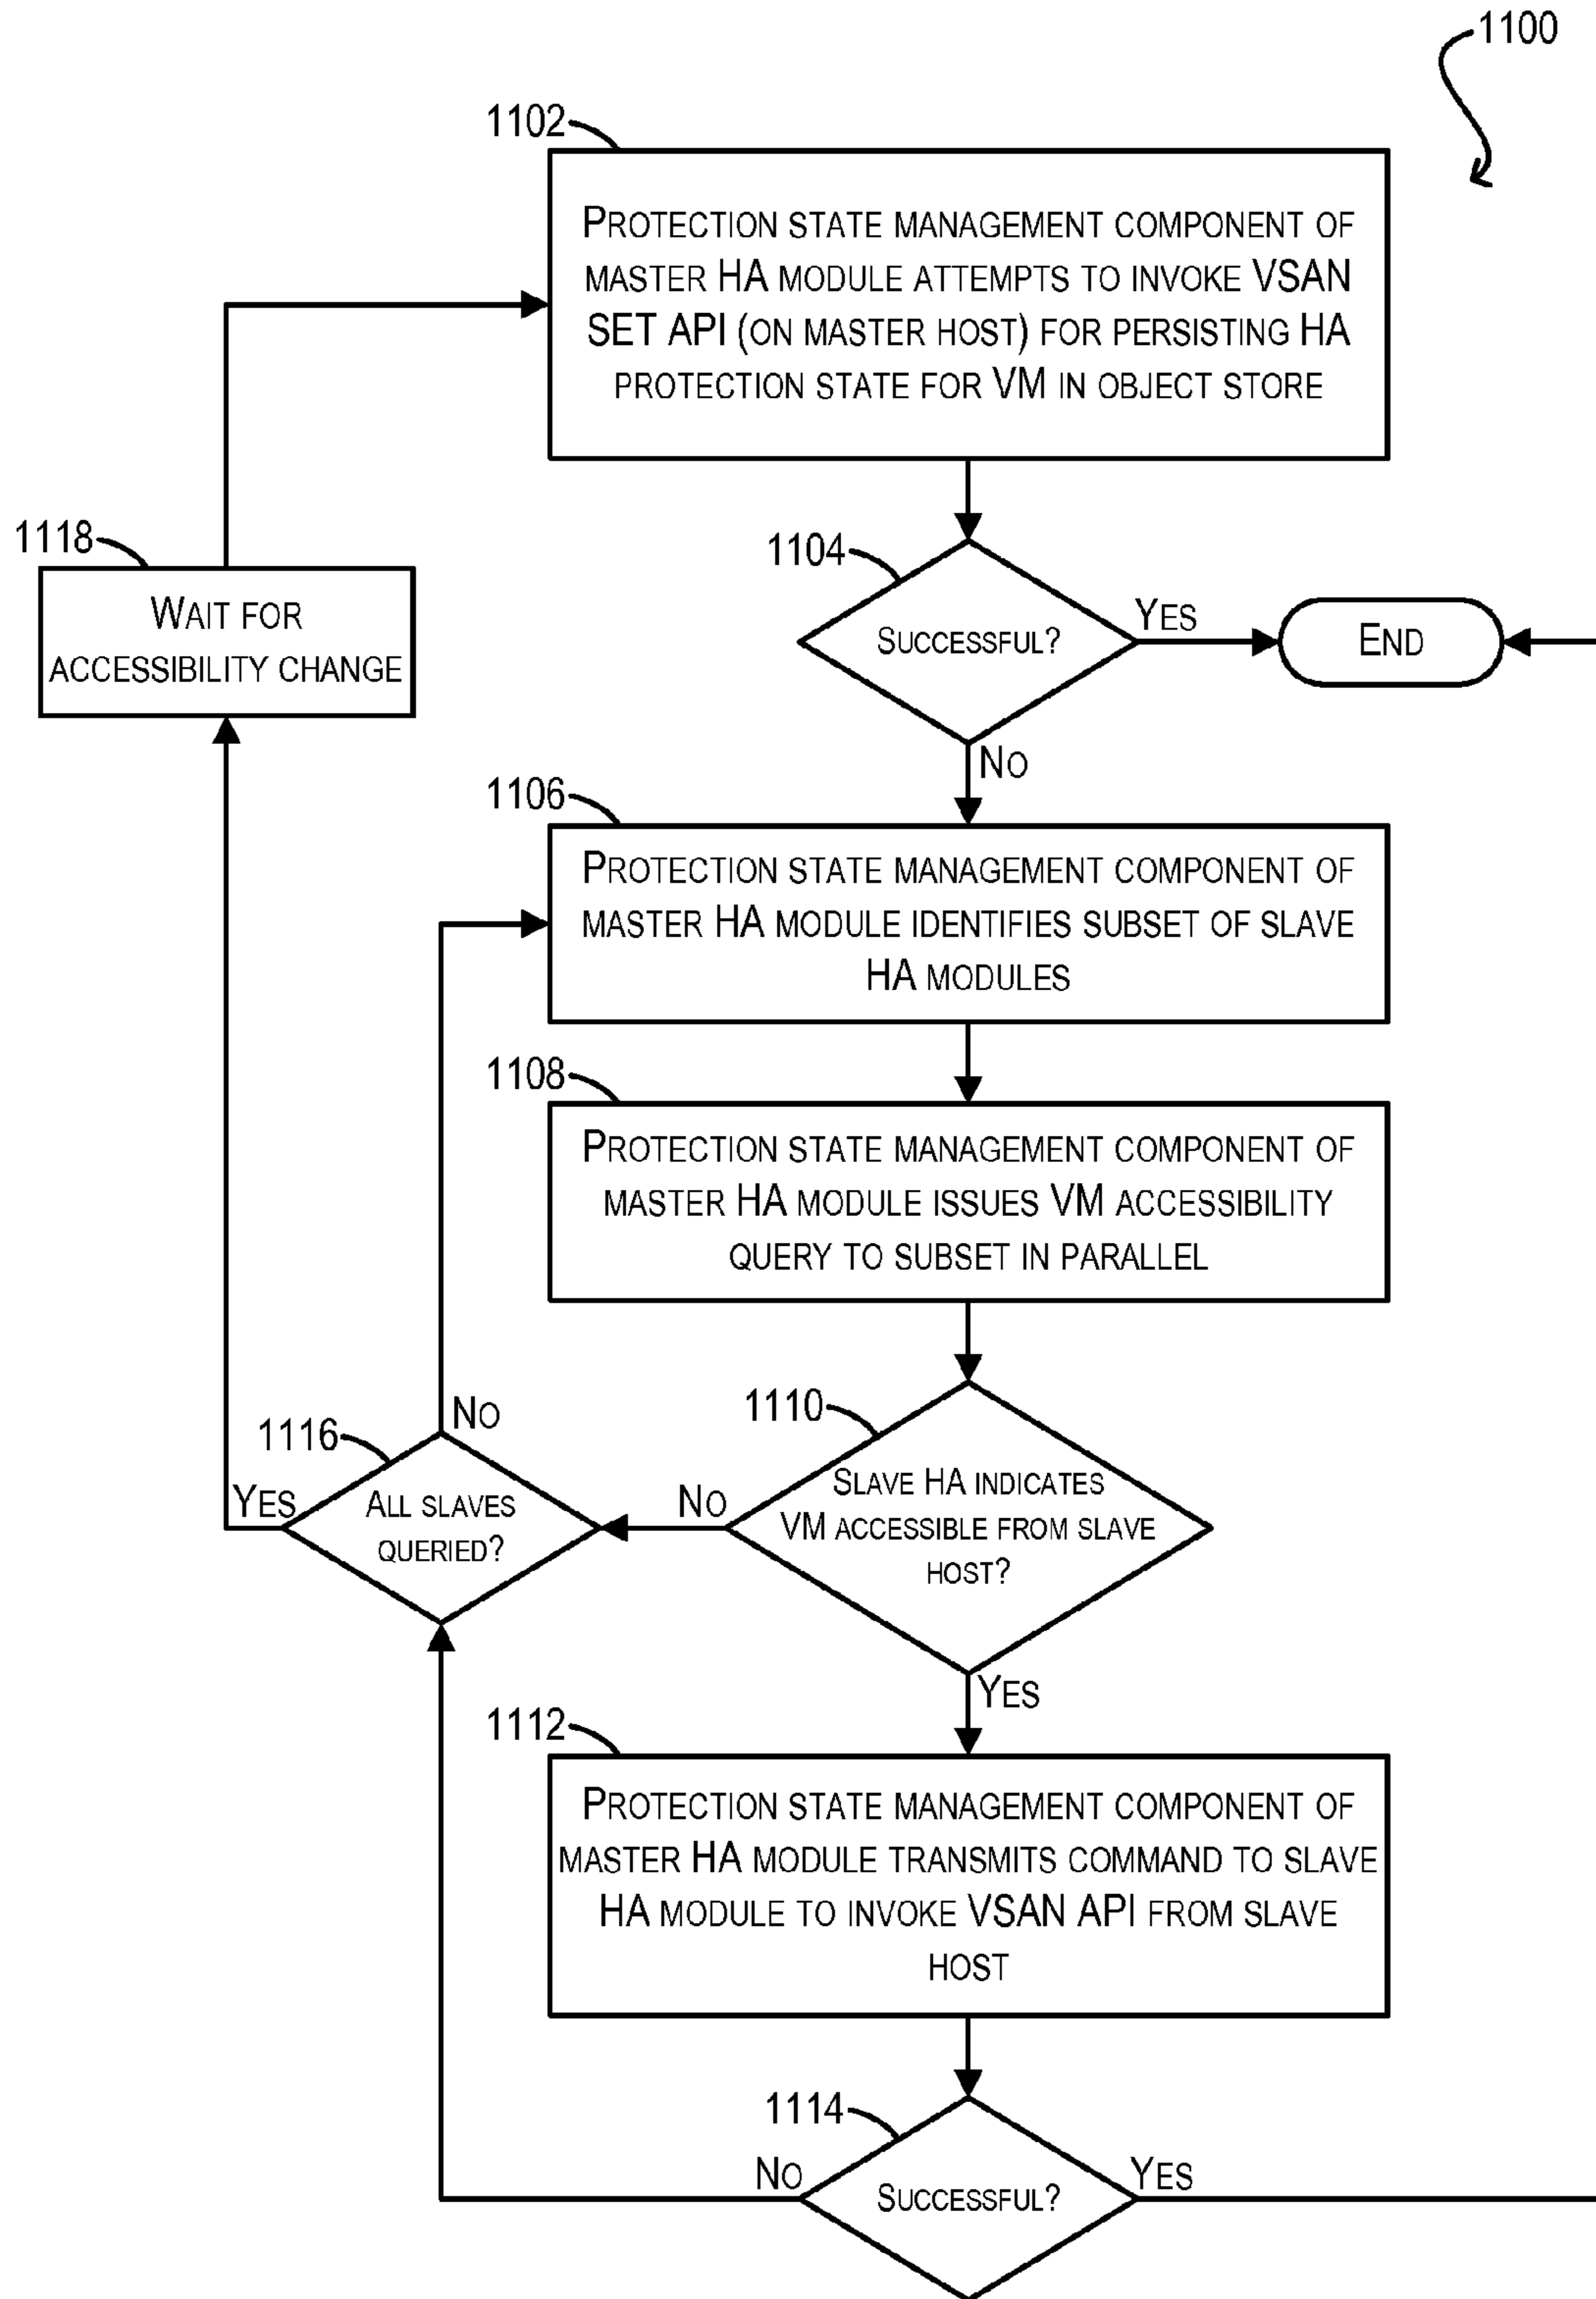 1100
1102
PROTECTION STATE MANAGEMENT COMPONENT OF
MASTER HA MODULE ATTEMPTS TO INVOKE VSAN
SET API (ON MASTER HOST) FOR PERSISTING HA
PROTECTION STATE FOR VM IN OBJECT STORE
1118
WAIT FOR
ACCESSIBILITY CHANGE
1104
SUCCESSFUL?
YES
END
NO
1106
PROTECTION STATE MANAGEMENT COMPONENT OF
MASTER HA MODULE IDENTIFIES SUBSET OF SLAVE
HA MODULES
1108
PROTECTION STATE MANAGEMENT COMPONENT OF
MASTER HA MODULE ISSUES VM ACCESSIBILITY
QUERY TO SUBSET IN PARALLEL
1110
SLAVE HA INDICATES
VM ACCESSIBLE FROM SLAVE
HOST?
NO
1116
ALL SLAVES
QUERIED?
NO
YES
YES
1112
PROTECTION STATE MANAGEMENT COMPONENT OF
MASTER HA MODULE TRANSMITS COMMAND TO SLAVE
HA MODULE TO INVOKE VSAN API FROM SLAVE
HOST
1114
SUCCESSFUL?
NO
YES